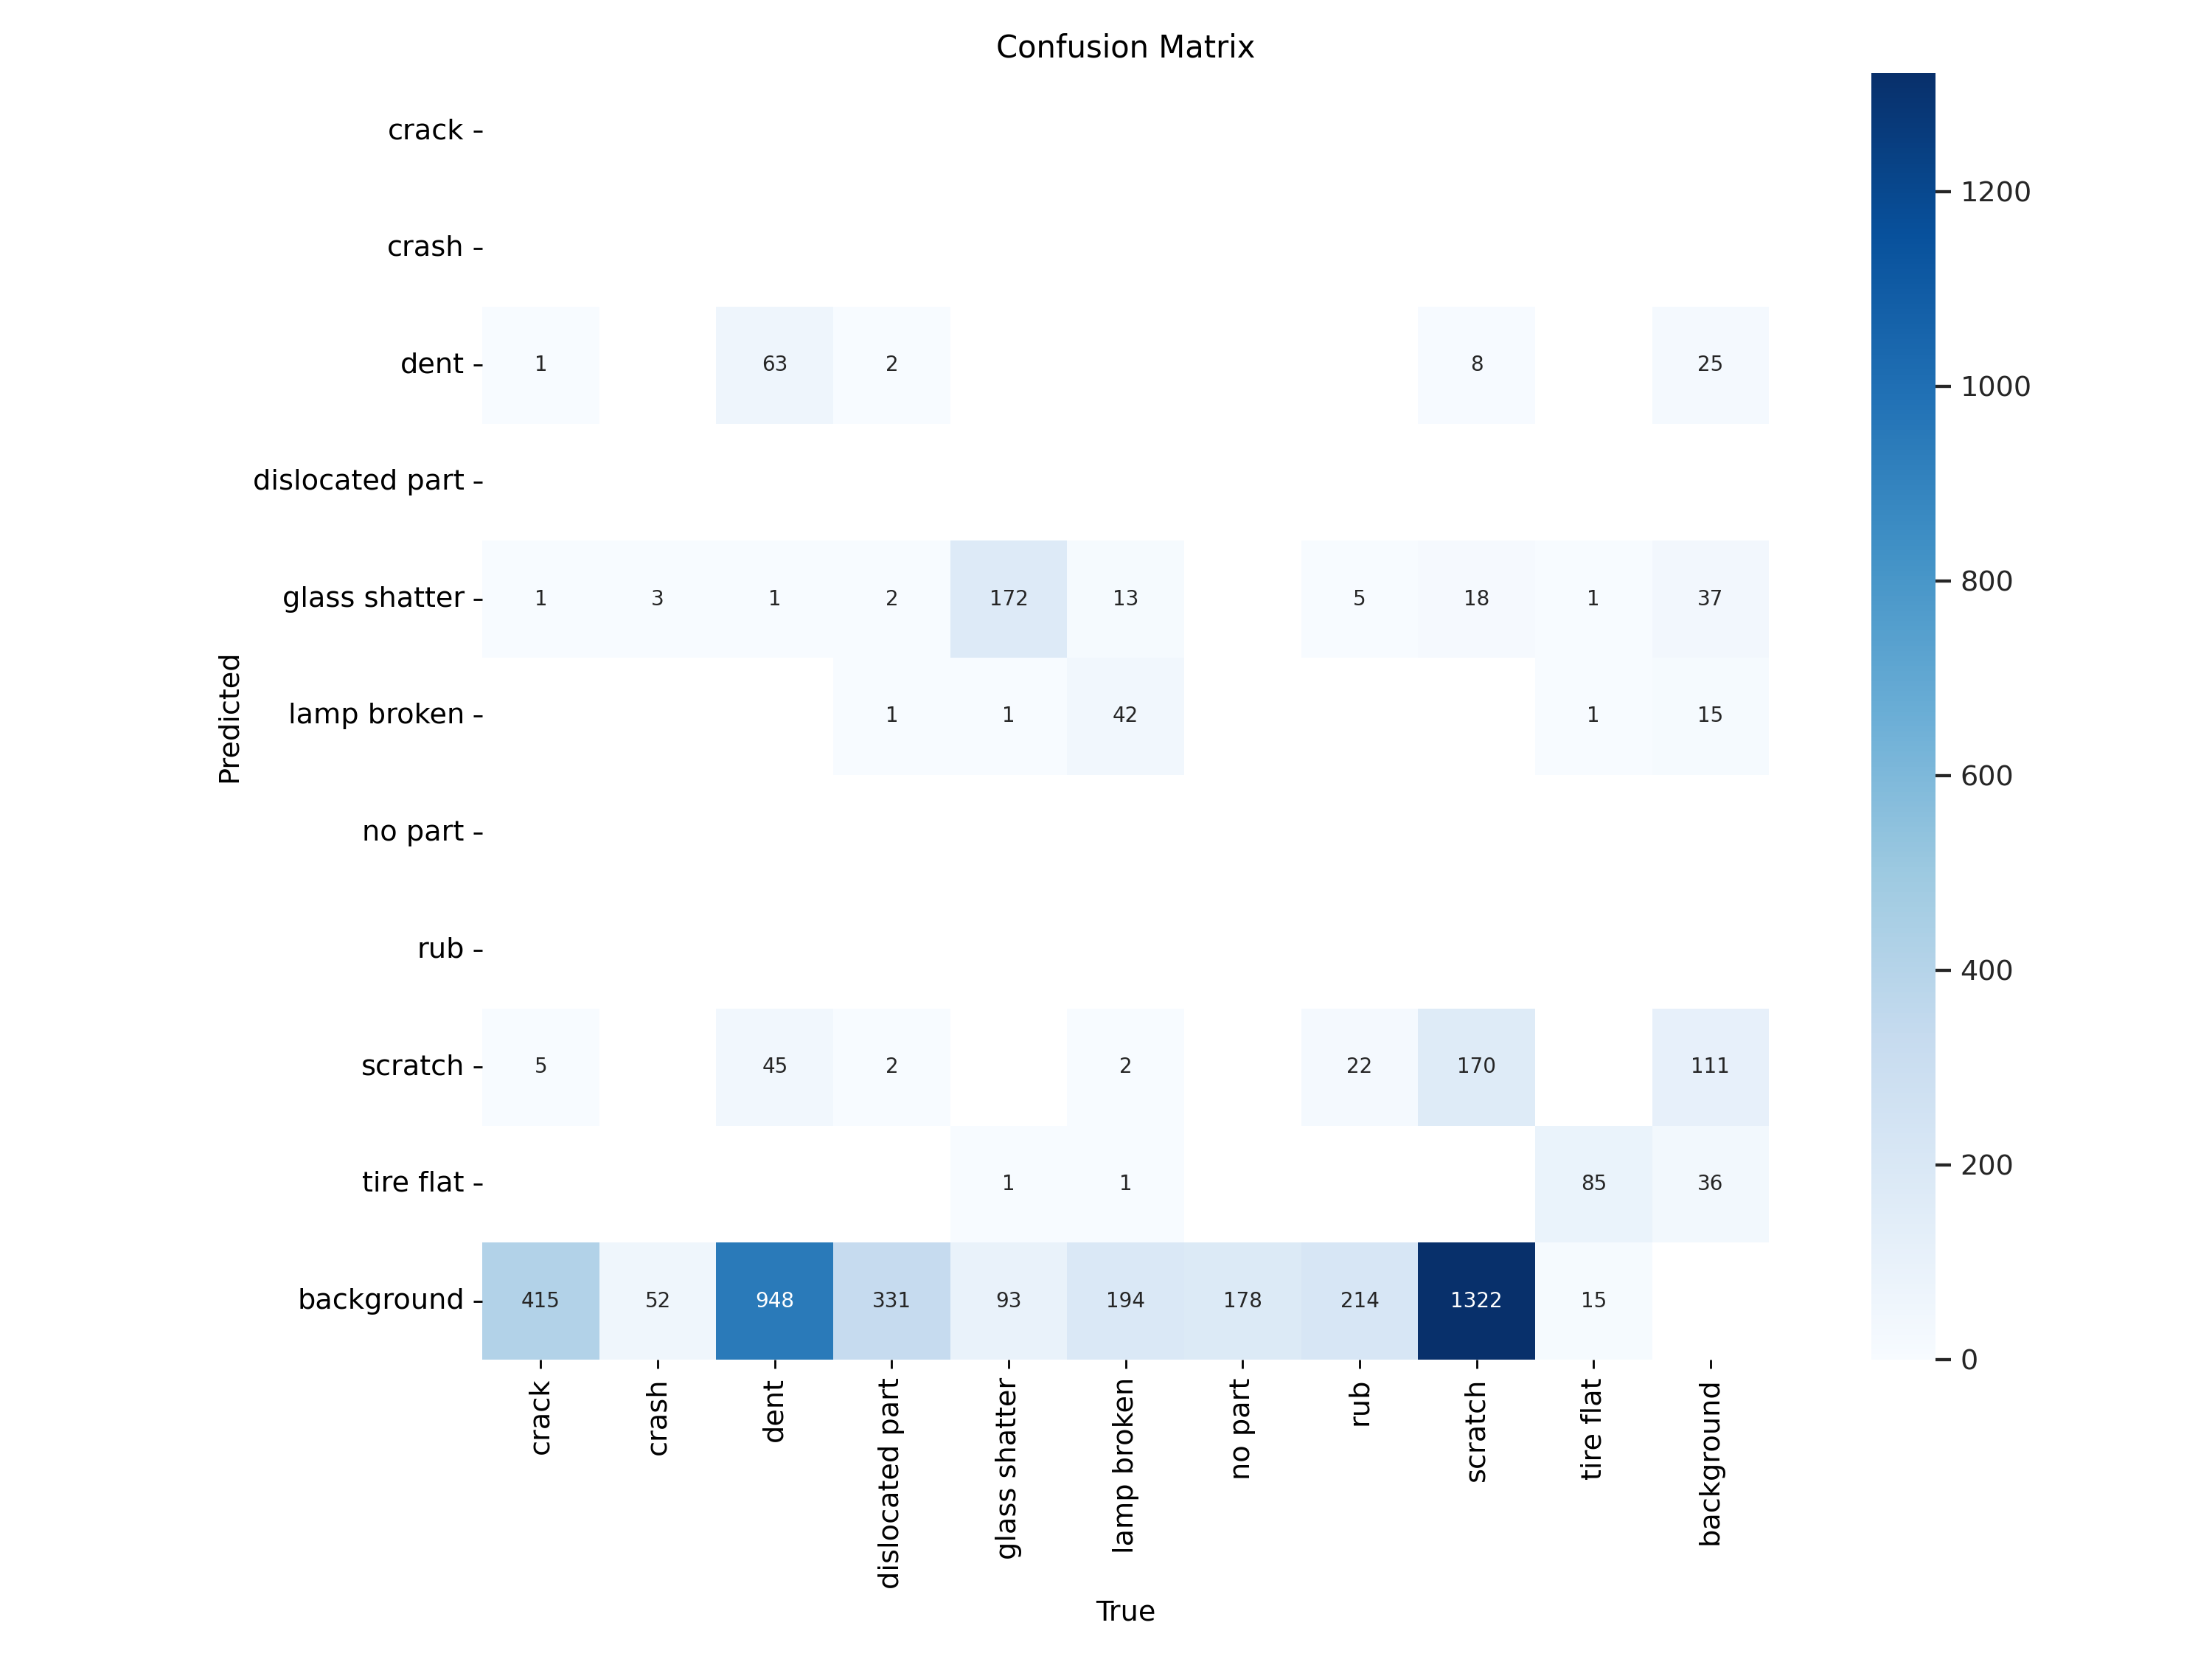 Confusion Matrix
Predicted
crack
crash
dent 1 63 2 8 25
dislocated part
glass shatter 1 3 1 2 172 13 5 18 1 37
lamp broken 1 1 42 1 15
no part
rub
scratch 5 45 2 2 22 170 111
tire flat 1 1 85 36
background 415 52 948 331 93 194 178 214 1322 15
crack crash dent dislocated part glass shatter lamp broken no part rub scratch tire flat background
True
1200
1000
800
600
400
200
0